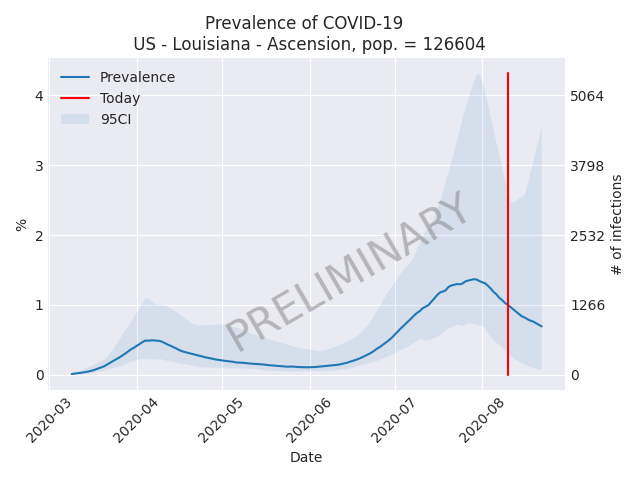 Prevalence of COVID-19
US - Louisiana - Ascension, pop. = 126604
Prevalence
Today
95CI
PRELIMINARY
%
4
3
2
1
0
5064
3798
2532
1266
0
# of infections
2020-03
2020-04
2020-05
2020-06
2020-07
2020-08
Date